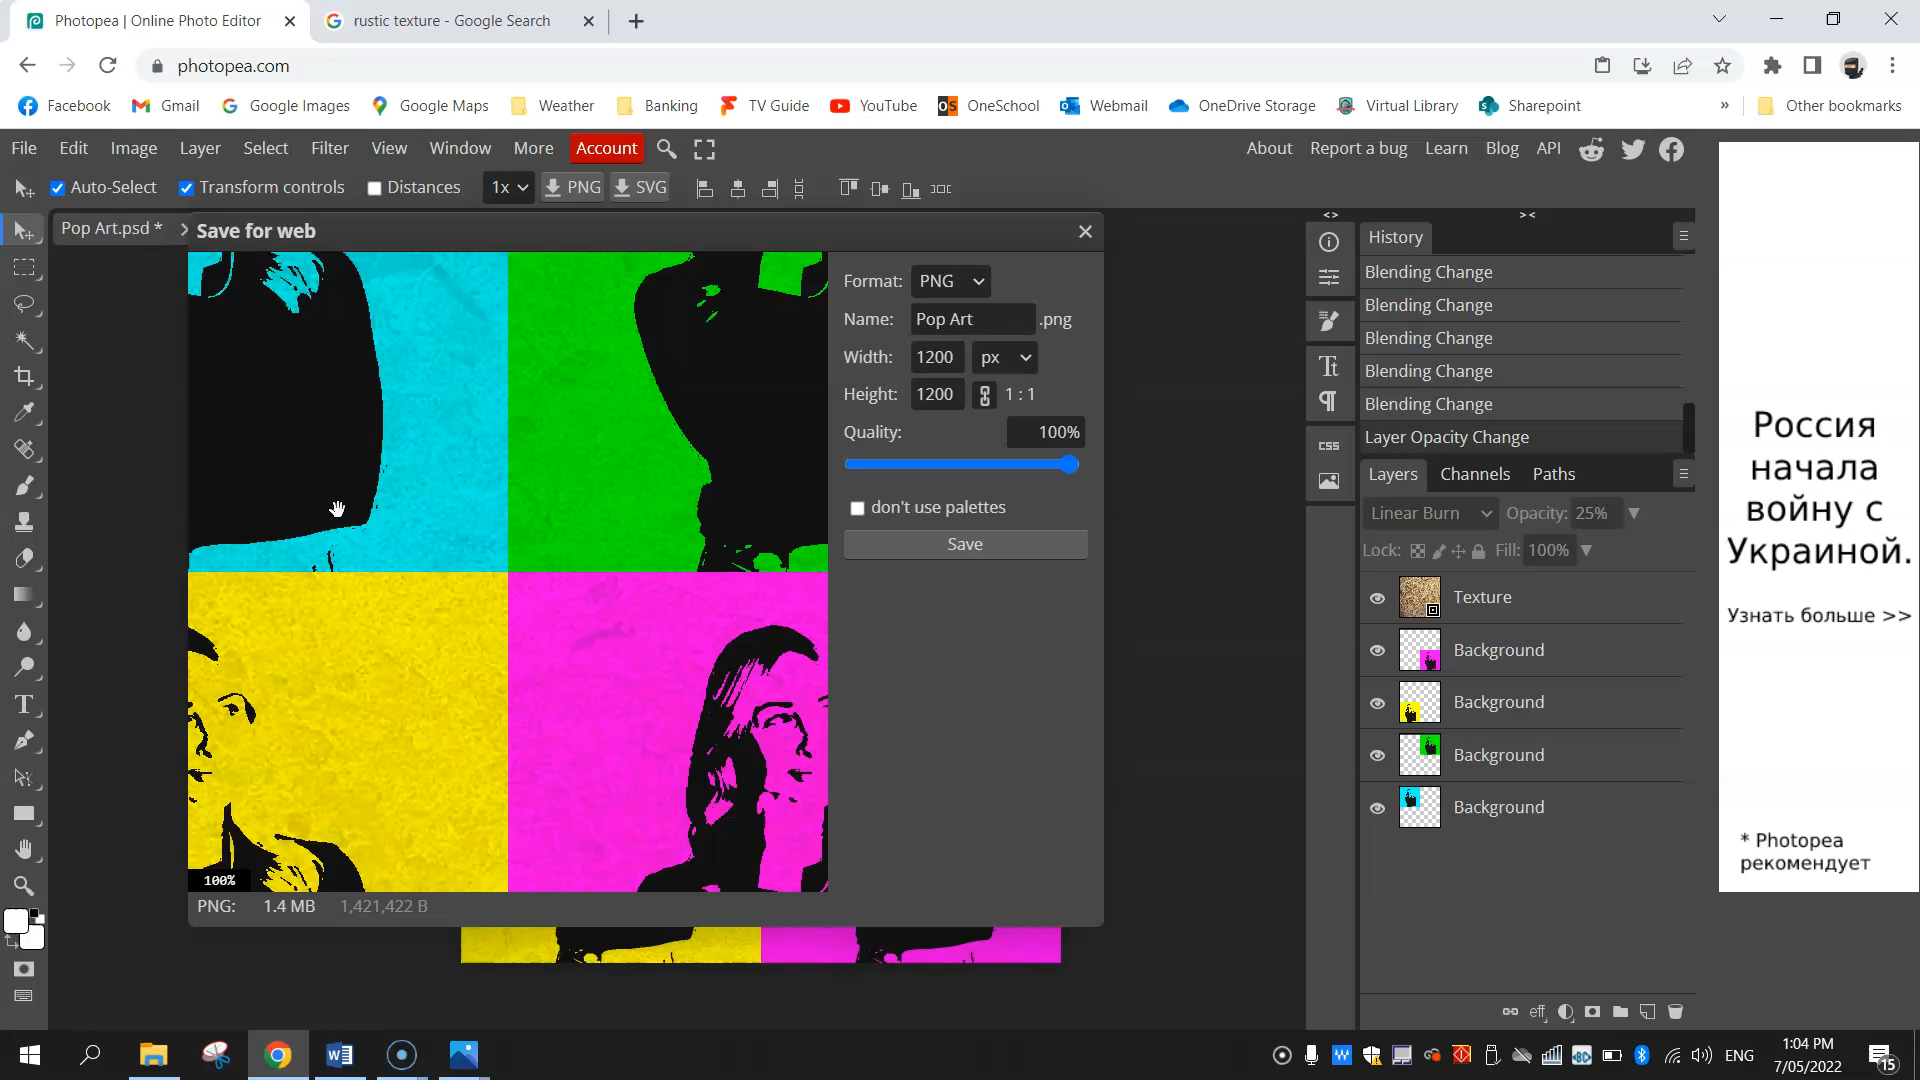 Photopea | Online Photo Editor
rustic texture - Google Search
photopea.com
Facebook
Gmail
Google Images
Google Maps
Weather
Banking
TV Guide
YouTube
OneSchool
Webmail
OneDrive Storage
Virtual Library
Sharepoint
»
Other bookmarks
File Edit Image Layer Select Filter View Window More Account
About Report a bug Learn Blog API
Auto-Select
Transform controls
Distances
1x
PNG
SVG
Pop Art.psd *
Save for web
Format: PNG
Name: Pop Art .png
Width: 1200 px
Height: 1200 1 : 1
Quality: 100%
don't use palettes
Save
100%
PNG: 1.4 MB 1,421,422 B
< >
> <
History
Blending Change
Blending Change
Blending Change
Blending Change
Blending Change
Layer Opacity Change
CSS
Layers Channels Paths
Linear Burn Opacity: 25%
Lock: Fill: 100%
Texture
Background
Background
Background
Background
eff
Россия
начала
войну с
Украиной.
Узнать больше >>
* Photopea
рекомендует
ENG
1:04 PM
7/05/2022
15